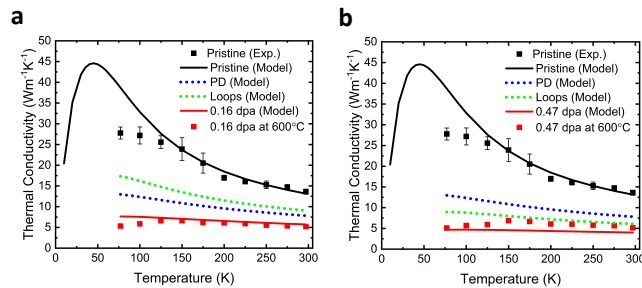 a
Thermal Conductivity (Wm⁻¹K⁻¹)
50
45
40
35
30
25
20
15
10
5
0
Pristine (Exp.)
Pristine (Model)
PD (Model)
Loops (Model)
0.16 dpa (Model)
0.16 dpa at 600°C
0 50 100 150 200 250 300
Temperature (K)
b
Thermal Conductivity (Wm⁻¹K⁻¹)
50
45
40
35
30
25
20
15
10
5
0
Pristine (Exp.)
Pristine (Model)
PD (Model)
Loops (Model)
0.47 dpa (Model)
0.47 dpa at 600°C
0 50 100 150 200 250 300
Temperature (K)